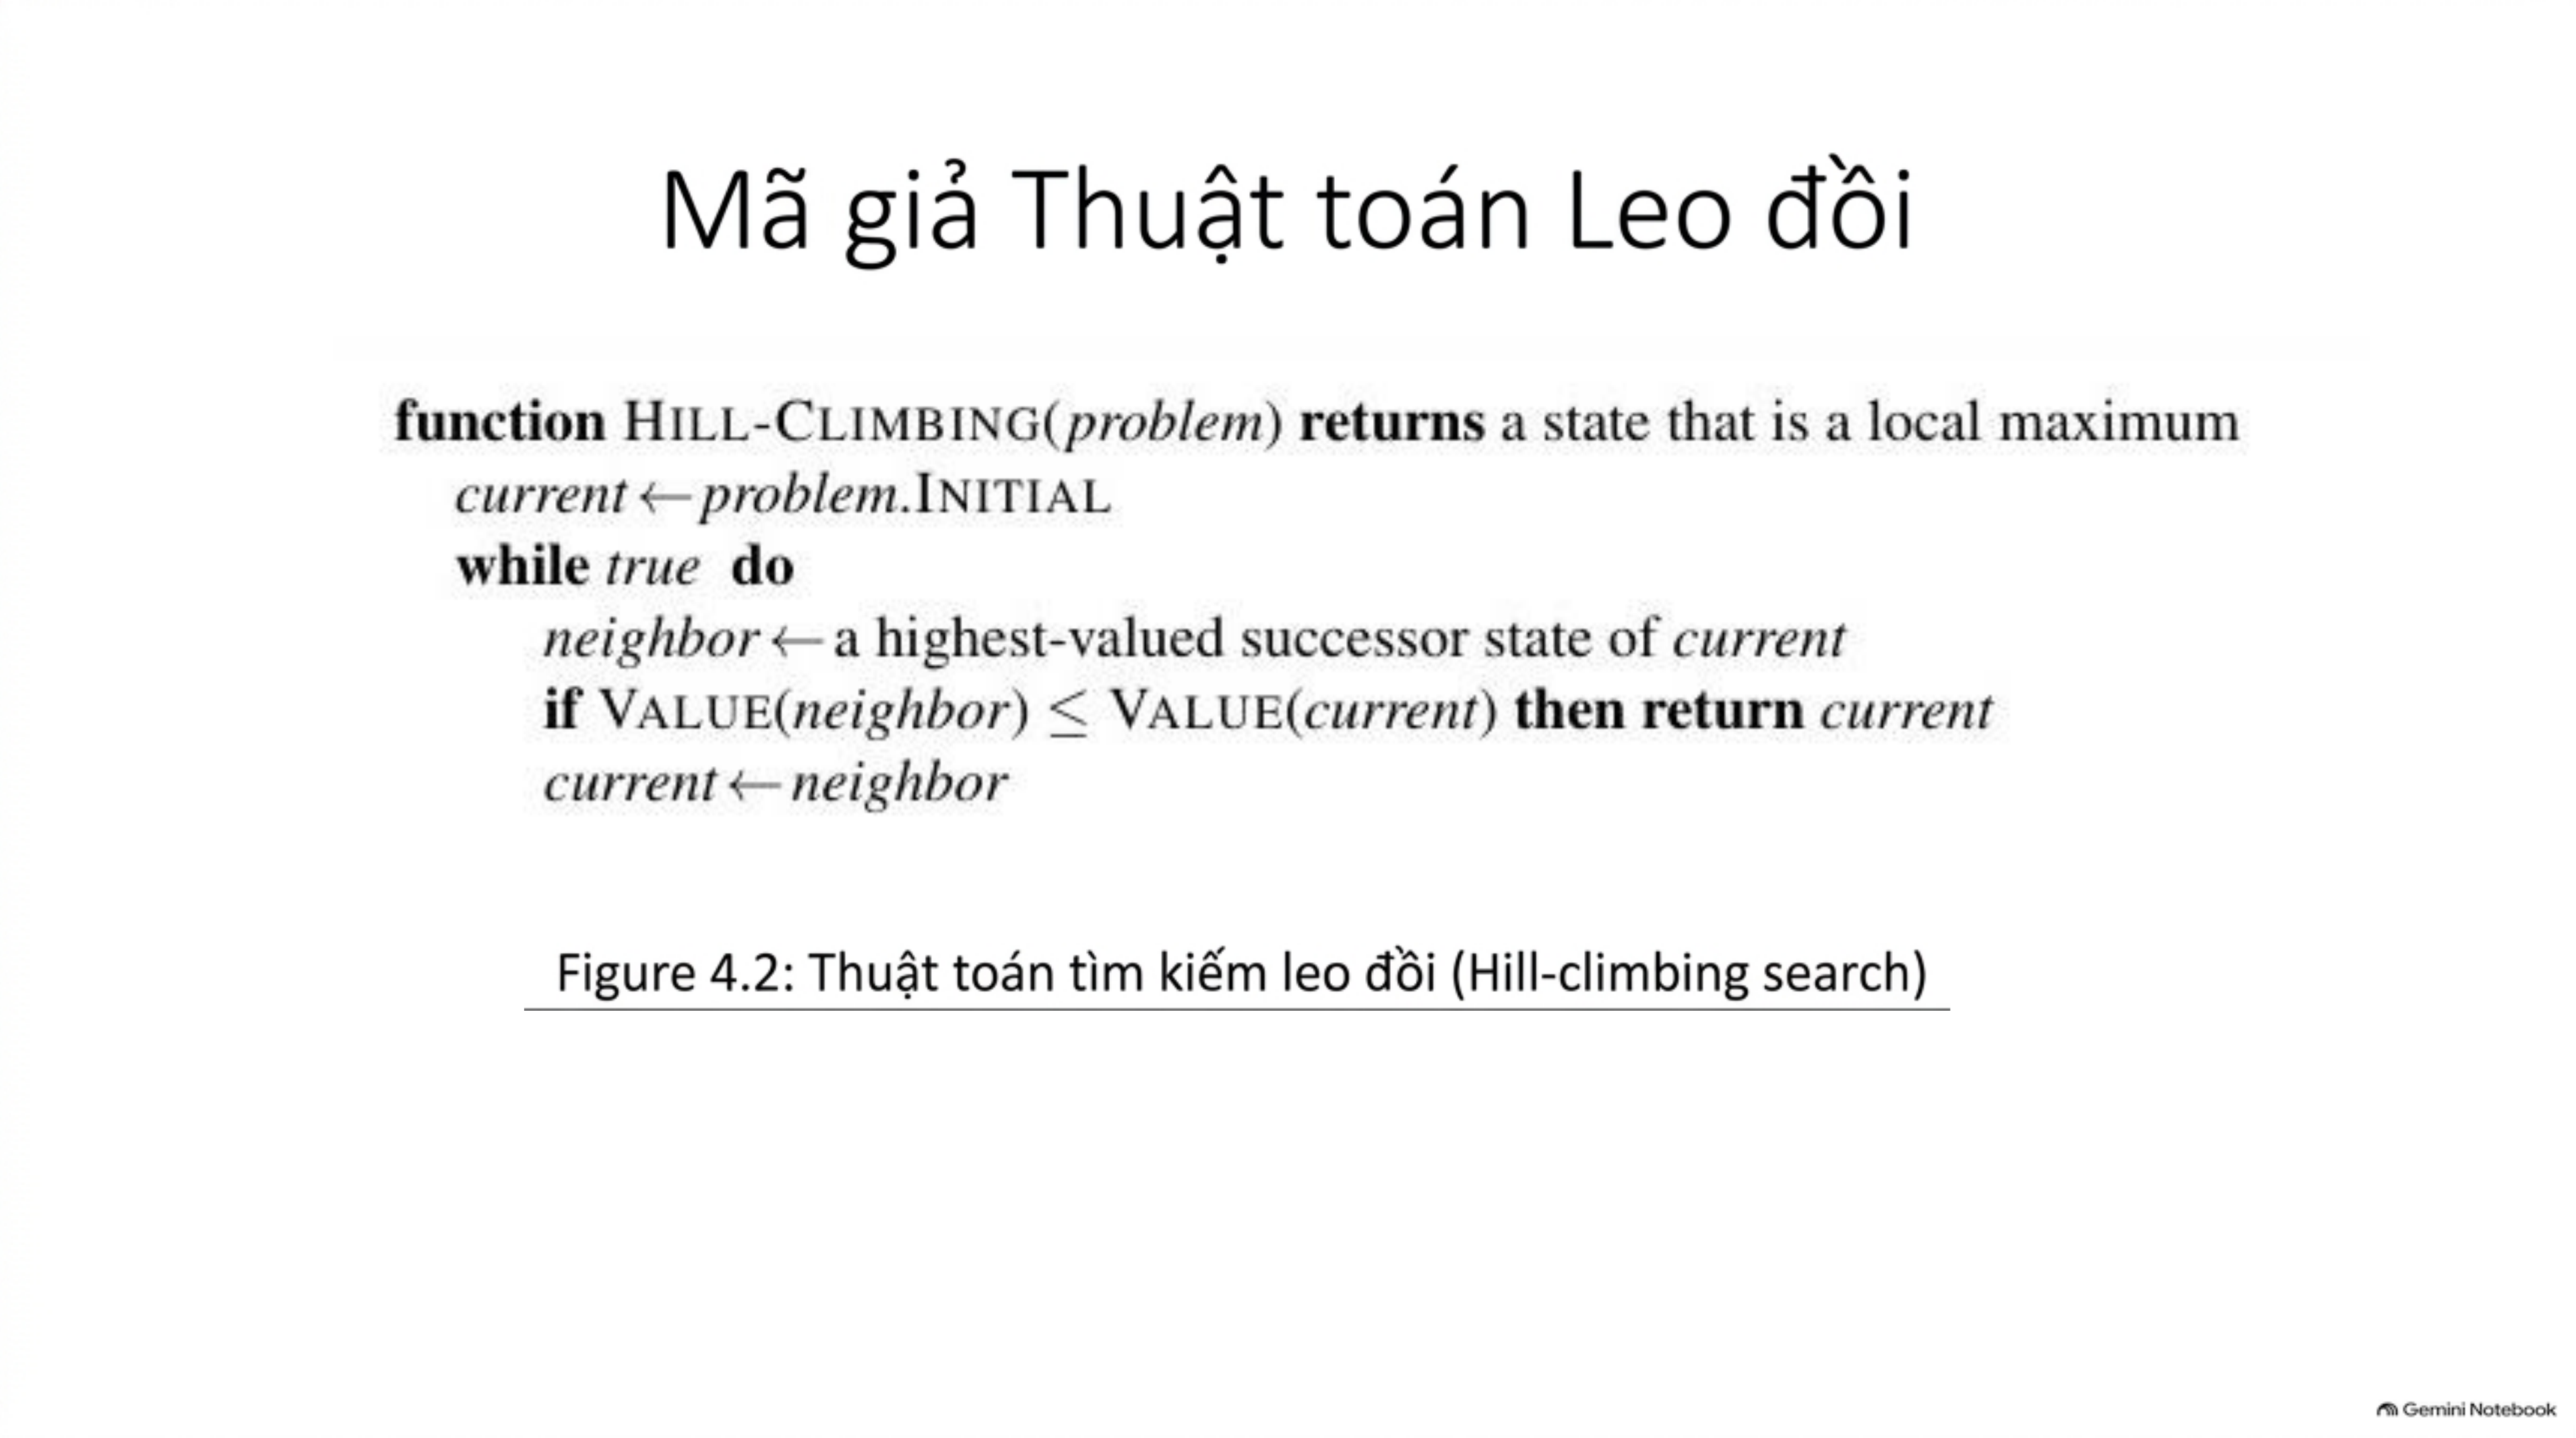 Mã giả Thuật toán Leo đồi
function HILL-CLIMBING(problem) returns a state that is a local maximum
current ← problem.INITIAL
while true do
neighbor ← a highest-valued successor state of current
if VALUE(neighbor) ≤ VALUE(current) then return current
current ← neighbor
Figure 4.2: Thuật toán tìm kiếm leo đồi (Hill-climbing search)
Gemini Notebook